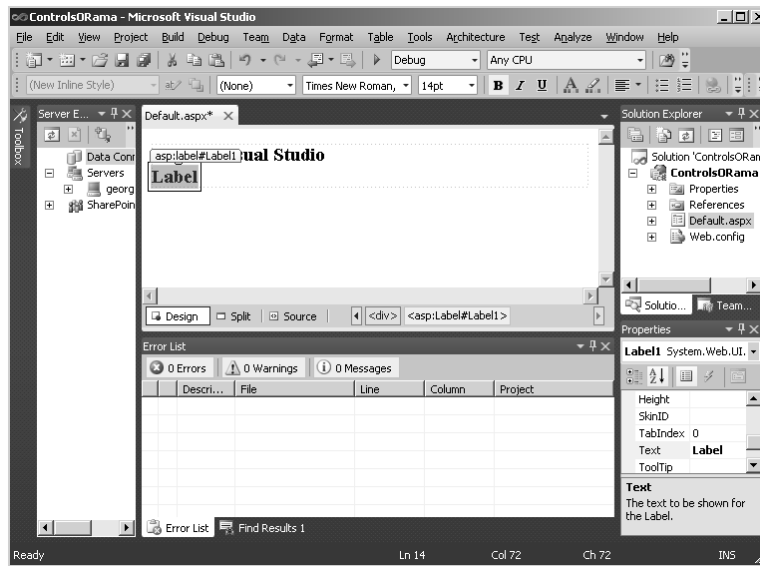 ControlsORama - Microsoft Visual Studio
File Edit View Project Build Debug Team Data Format Table Tools Architecture Test Analyze Window Help
Debug Any CPU
(New Inline Style) (None) Times New Roman, 14pt B I U A
Toolbox
Server E...
Data Conn
Servers
georg
SharePoin
Default.aspx*
asp:label#Label1 ual Studio
Label
Design Split Source <div> <asp:Label#Label1>
Error List
0 Errors 0 Warnings 0 Messages
Descri... File Line Column Project
Error List Find Results 1
Solution Explorer
Solution 'ControlsORam
ControlsORama
Properties
References
Default.aspx
Web.config
Solutio... Team...
Properties
Label1 System.Web.UI.
Height
SkinID
TabIndex 0
Text Label
ToolTip
Text
The text to be shown for
the Label.
Ready Ln 14 Col 72 Ch 72 INS